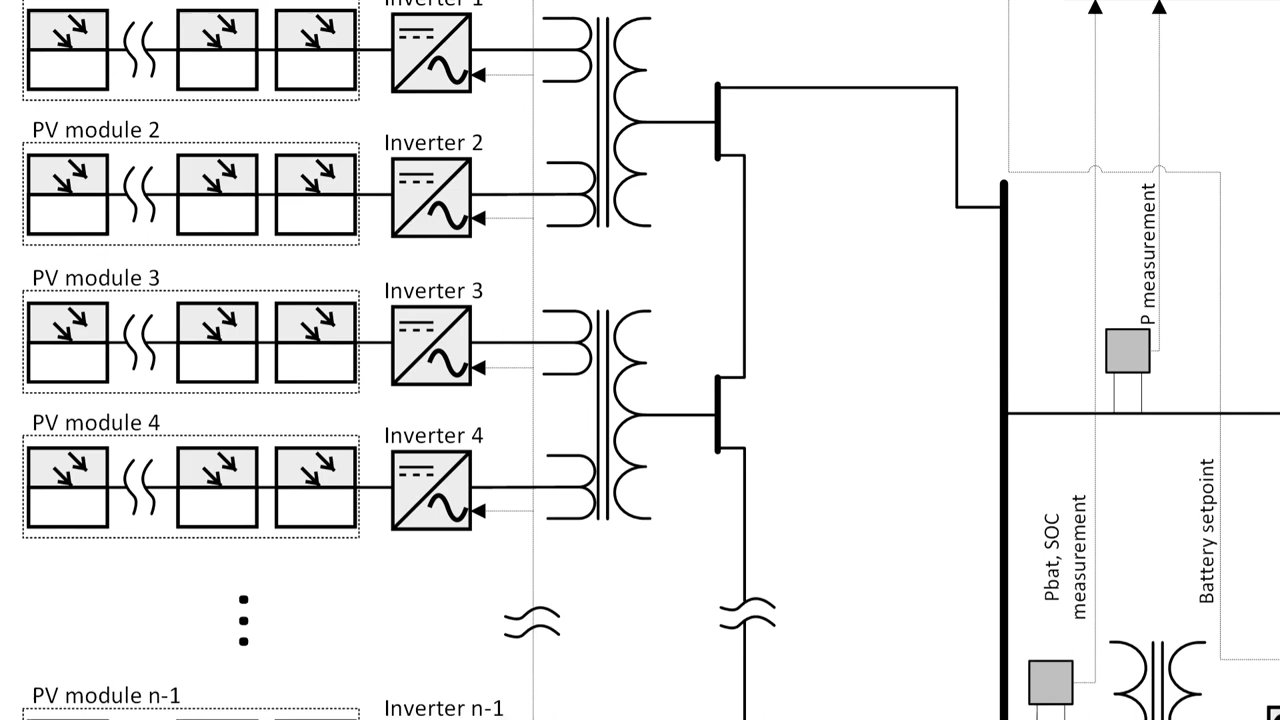 Inverter 1
PV module 2
Inverter 2
PV module 3
Inverter 3
PV module 4
Inverter 4
PV module n-1
Inverter n-1
P measurement
Pbat, SOC
measurement
Battery setpoint